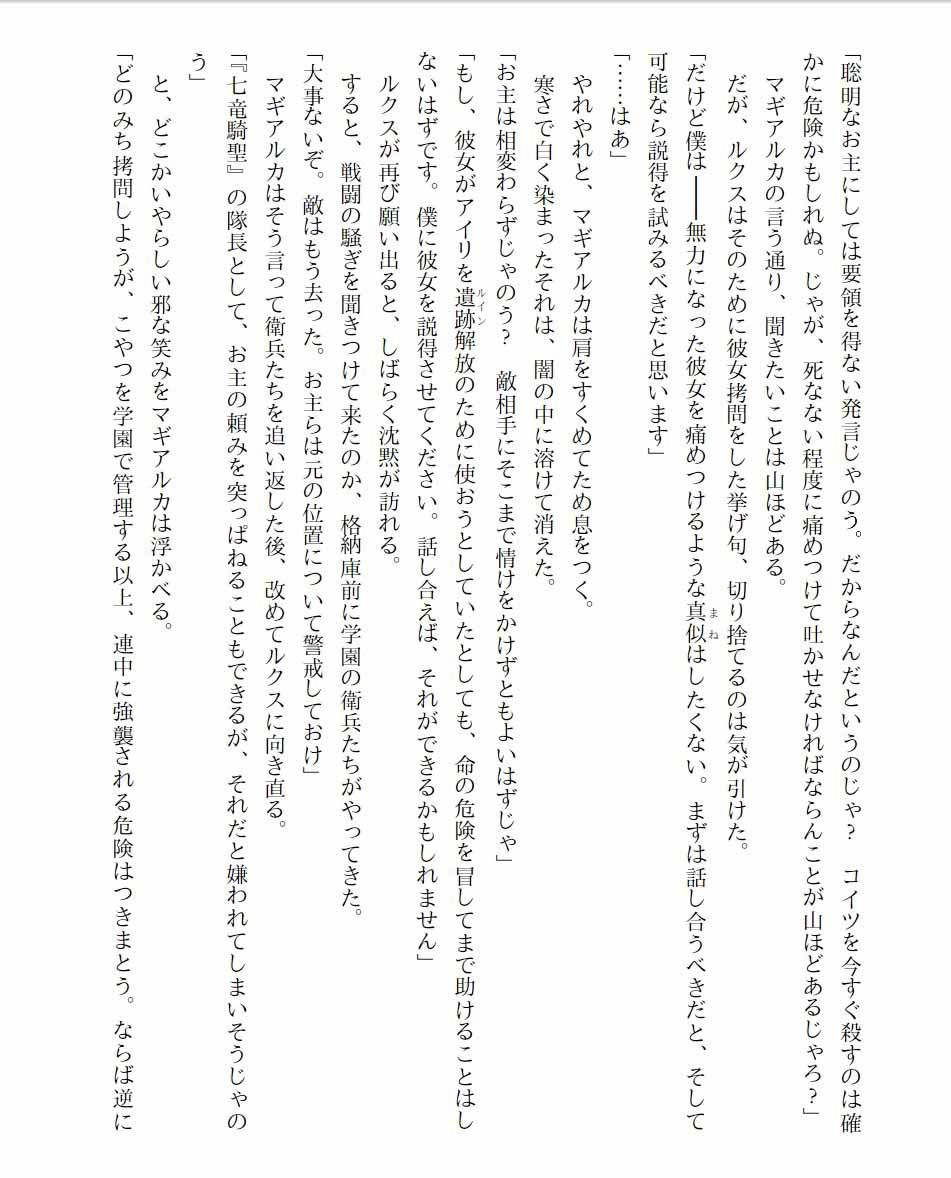 「聡明なお主にしては要領を得ない発言じゃのう。だからなんだというのじゃ?　コイツを今すぐ殺すのは確
かに危険かもしれぬ。じゃが、死なない程度に痛めつけて吐かせなければならんことが山ほどあるじゃろ?」
　マギアルカの言う通り、聞きたいことは山ほどある。
　だが、ルクスはそのために彼女拷問をした挙げ句、切り捨てるのは気が引けた。
「だけど僕は――無力になった彼女を痛めつけるような真似まねはしたくない。まずは話し合うべきだと、そして
可能なら説得を試みるべきだと思います」
「……はあ」
　やれやれと、マギアルカは肩をすくめてため息をつく。
　寒さで白く染まったそれは、闇の中に溶けて消えた。
「お主は相変わらずじゃのう?　敵相手にそこまで情けをかけずともよいはずじゃ」
「もし、彼女がアイリを遺跡ルイン解放のために使おうとしていたとしても、命の危険を冒してまで助けることはし
ないはずです。僕に彼女を説得させてください。話し合えば、それができるかもしれません」
　ルクスが再び願い出ると、しばらく沈黙が訪れる。
　すると、戦闘の騒ぎを聞きつけて来たのか、格納庫前に学園の衛兵たちがやってきた。
「大事ないぞ。敵はもう去った。お主らは元の位置について警戒しておけ」
　マギアルカはそう言って衛兵たちを追い返した後、改めてルクスに向き直る。
「『七竜騎聖』の隊長として、お主の頼みを突っぱねることもできるが、それだと嫌われてしまいそうじゃの
う」
　と、どこかいやらしい邪な笑みをマギアルカは浮かべる。
「どのみち拷問しようが、こやつを学園で管理する以上、連中に強襲される危険はつきまとう。ならば逆に